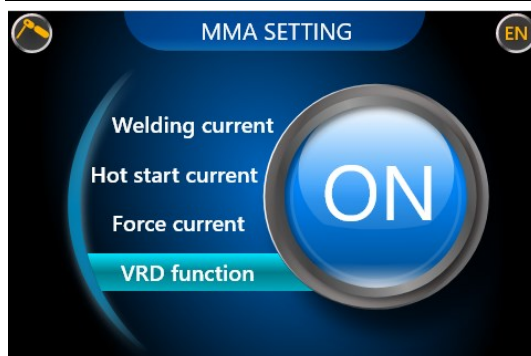 MMA SETTING
EN
Welding current
Hot start current
Force current
VRD function
ON